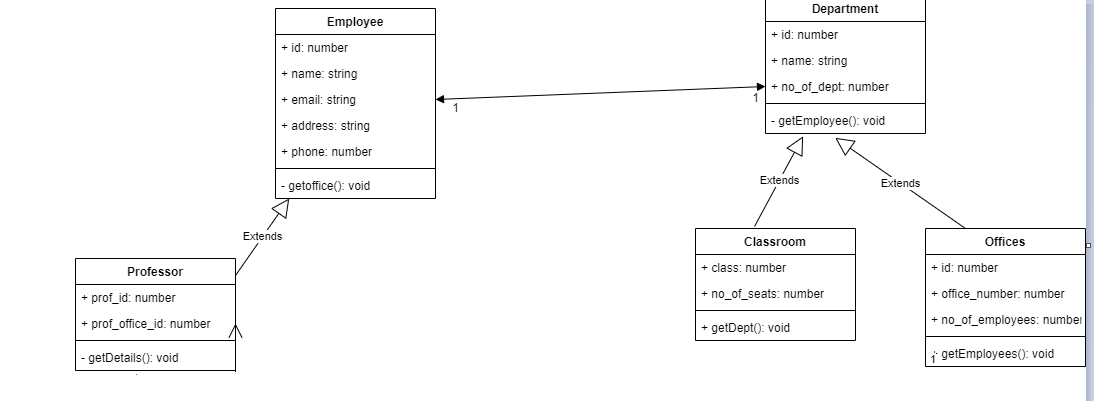 Employee
+ id: number
+ name: string
+ email: string
+ address: string
+ phone: number
- getoffice(): void
1
1
Department
+ id: number
+ name: string
+ no_of_dept: number
- getEmployee(): void
Extends
Extends
Extends
Professor
+ prof_id: number
+ prof_office_id: number
- getDetails(): void
Classroom
+ class: number
+ no_of_seats: number
+ getDept(): void
Offices
+ id: number
+ office_number: number
+ no_of_employees: number
- getEmployees(): void
1